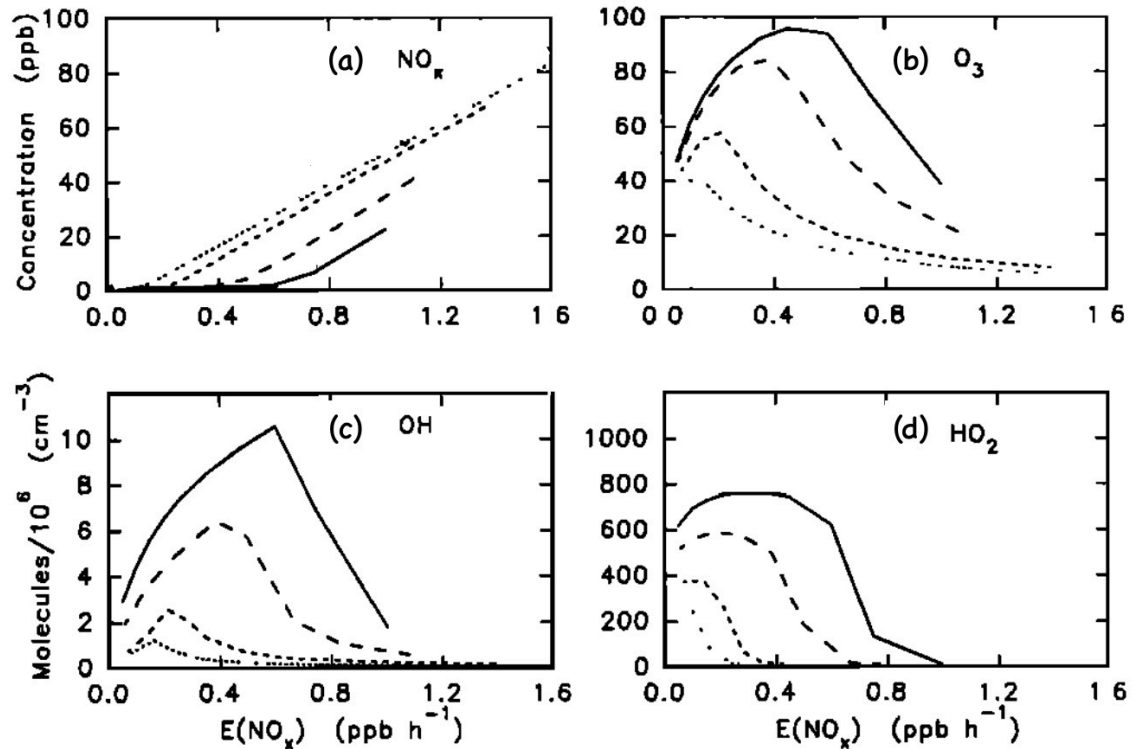 Concentration (ppb)
100
80
60
40
20
0
(a) NOₓ
0.0 0.4 0.8 1.2 1 6
100
80
60
40
20
0
(b) O₃
0 0 0.4 0.8 1.2 1 6
Molecules/10⁶ (cm⁻³)
10
8
6
4
2
0
(c) OH
0.0 0.4 0.8 1.2 1 6
E(NOₓ) (ppb h⁻¹)
1000
800
600
400
200
0
(d) HO₂
0.0 0.4 0.8 1.2 1 6
E(NOₓ) (ppb h⁻¹)